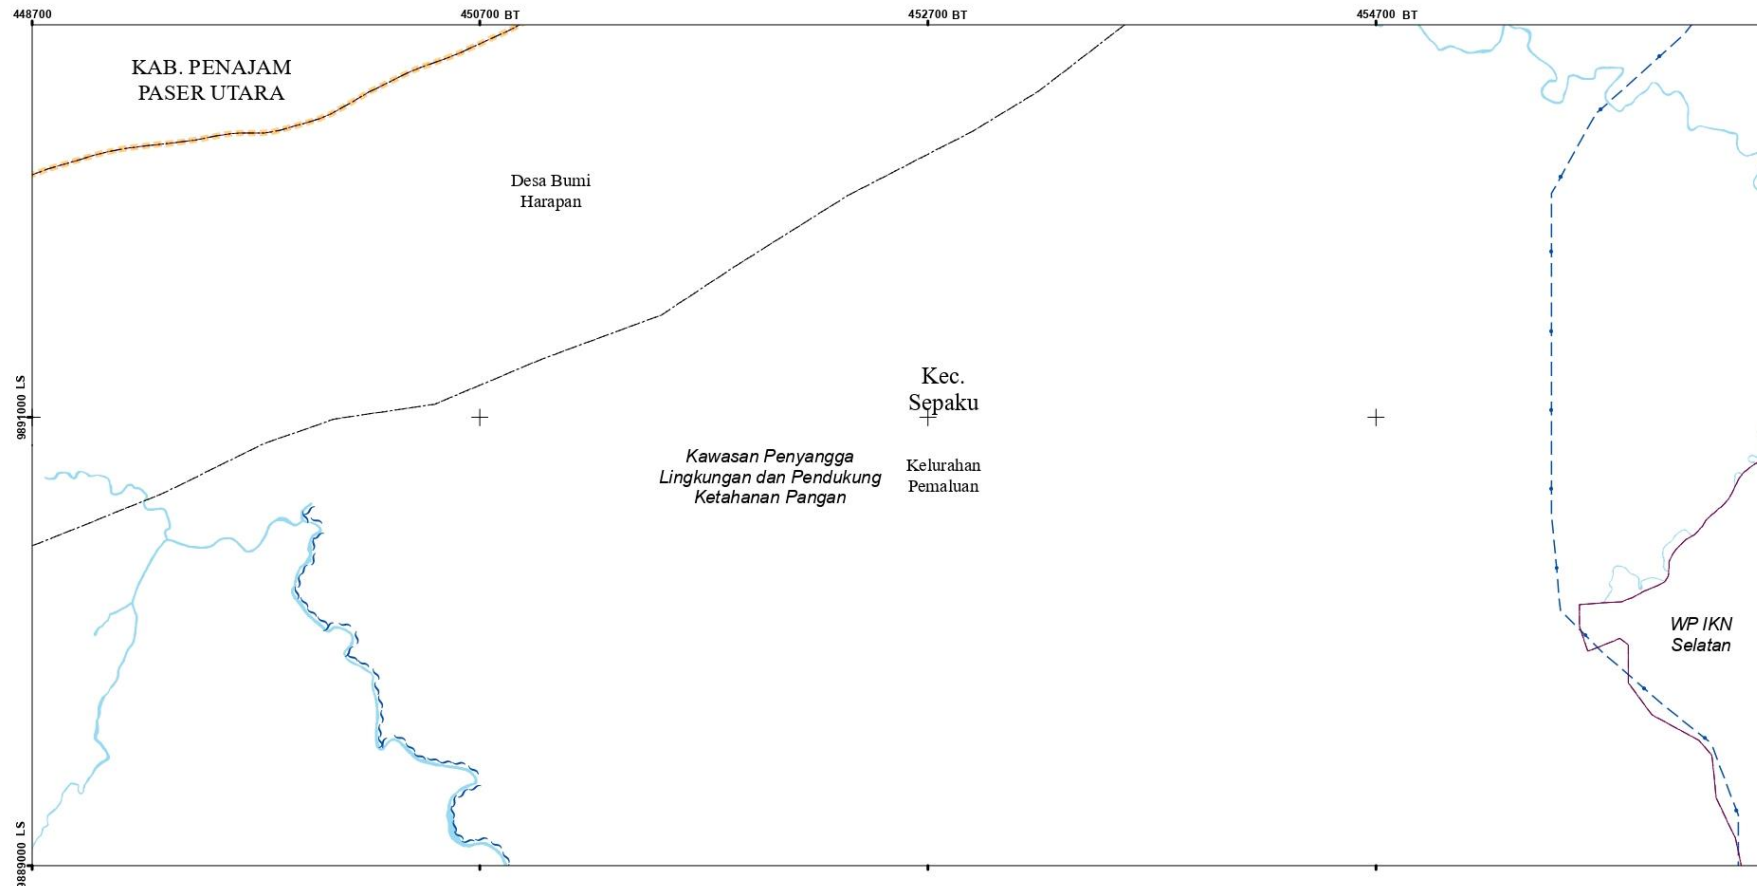 448700
450700 BT
452700 BT
454700 BT
KAB. PENAJAM
PASER UTARA
Desa Bumi
Harapan
Kec.
Sepaku
9891000 LS
Kawasan Penyangga
Lingkungan dan Pendukung
Ketahanan Pangan
Kelurahan
Pemaluan
WP IKN
Selatan
9889000 LS